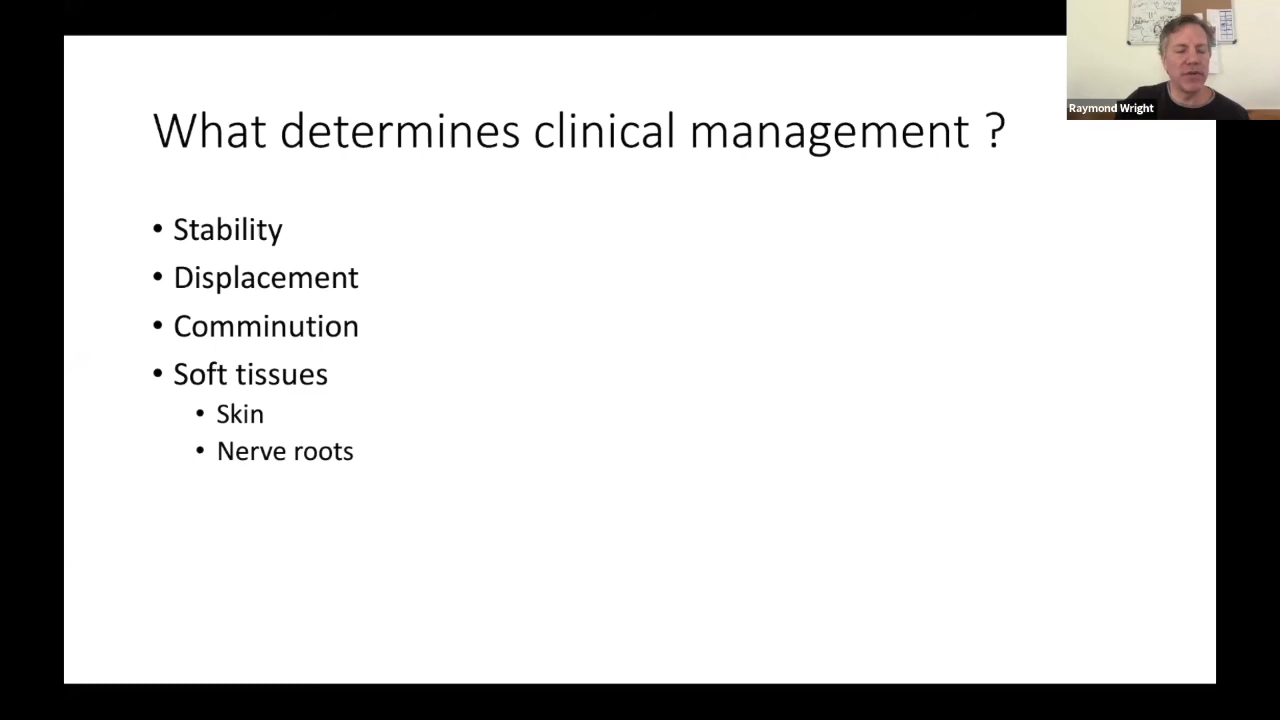 What determines clinical management ?
• Stability
• Displacement
• Comminution
• Soft tissues
• Skin
• Nerve roots
Raymond Wright